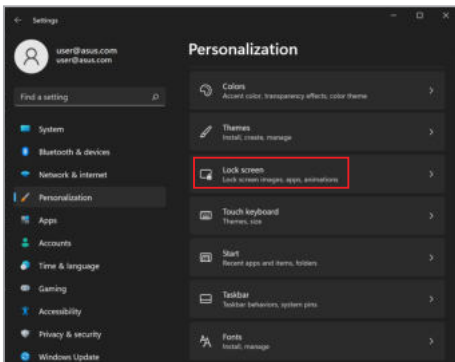 Settings
user@asus.com
user@asus.com
Find a setting
System
Bluetooth & devices
Network & internet
Personalization
Apps
Accounts
Time & language
Gaming
Accessibility
Privacy & security
Windows Update
Personalization
Colors
Accent color, transparency effects, color theme
Themes
Install, create, manage
Lock screen
Lock screen images, apps, animations
Touch keyboard
Themes, size
Start
Recent apps and items, folders
Taskbar
Taskbar behaviors, system pins
Fonts
Install, manage